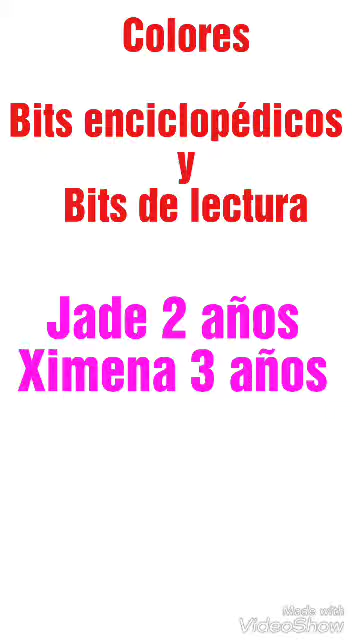 Colores
Bits enciclopédicos
y
Bits de lectura
Jade 2 años
Ximena 3 años
Made with
VideoShow